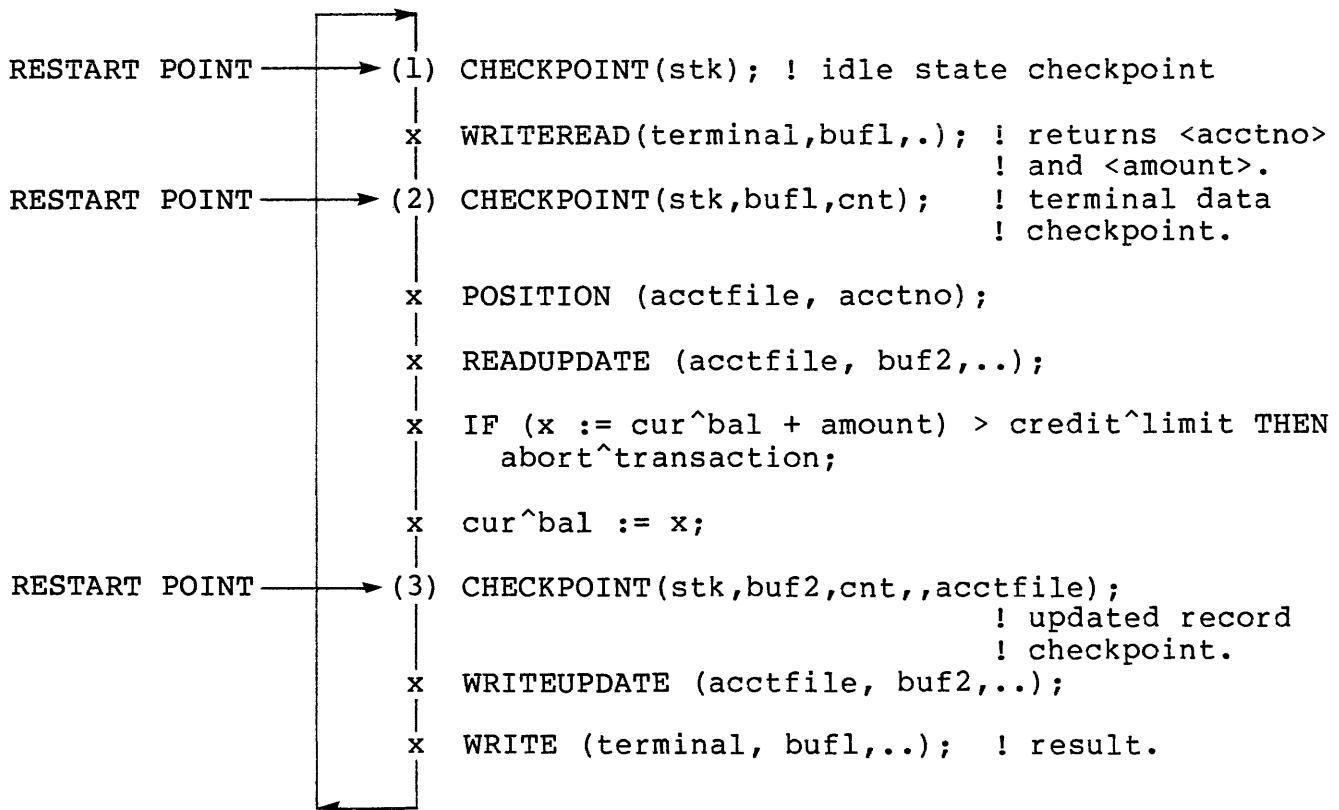 RESTART POINT (1) CHECKPOINT(stk); ! idle state checkpoint
x WRITEREAD(terminal,buf1,.); ! returns <acctno>
! and <amount>.
RESTART POINT (2) CHECKPOINT(stk,buf1,cnt); ! terminal data
! checkpoint.
x POSITION (acctfile, acctno);
x READUPDATE (acctfile, buf2,..);
x IF (x := cur^bal + amount) > credit^limit THEN
abort^transaction;
x cur^bal := x;
RESTART POINT (3) CHECKPOINT(stk,buf2,cnt,,acctfile);
! updated record
! checkpoint.
x WRITEUPDATE (acctfile, buf2,..);
x WRITE (terminal, buf1,..); ! result.